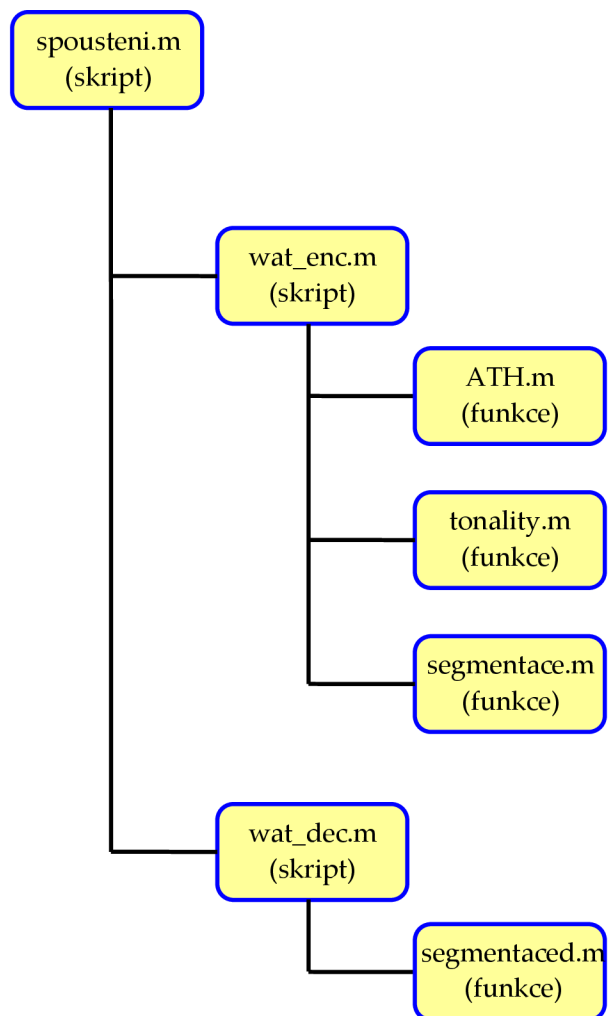 spousteni.m
(skript)
wat_enc.m
(skript)
ATH.m
(funkce)
tonality.m
(funkce)
segmentace.m
(funkce)
wat_dec.m
(skript)
segmentaced.m
(funkce)